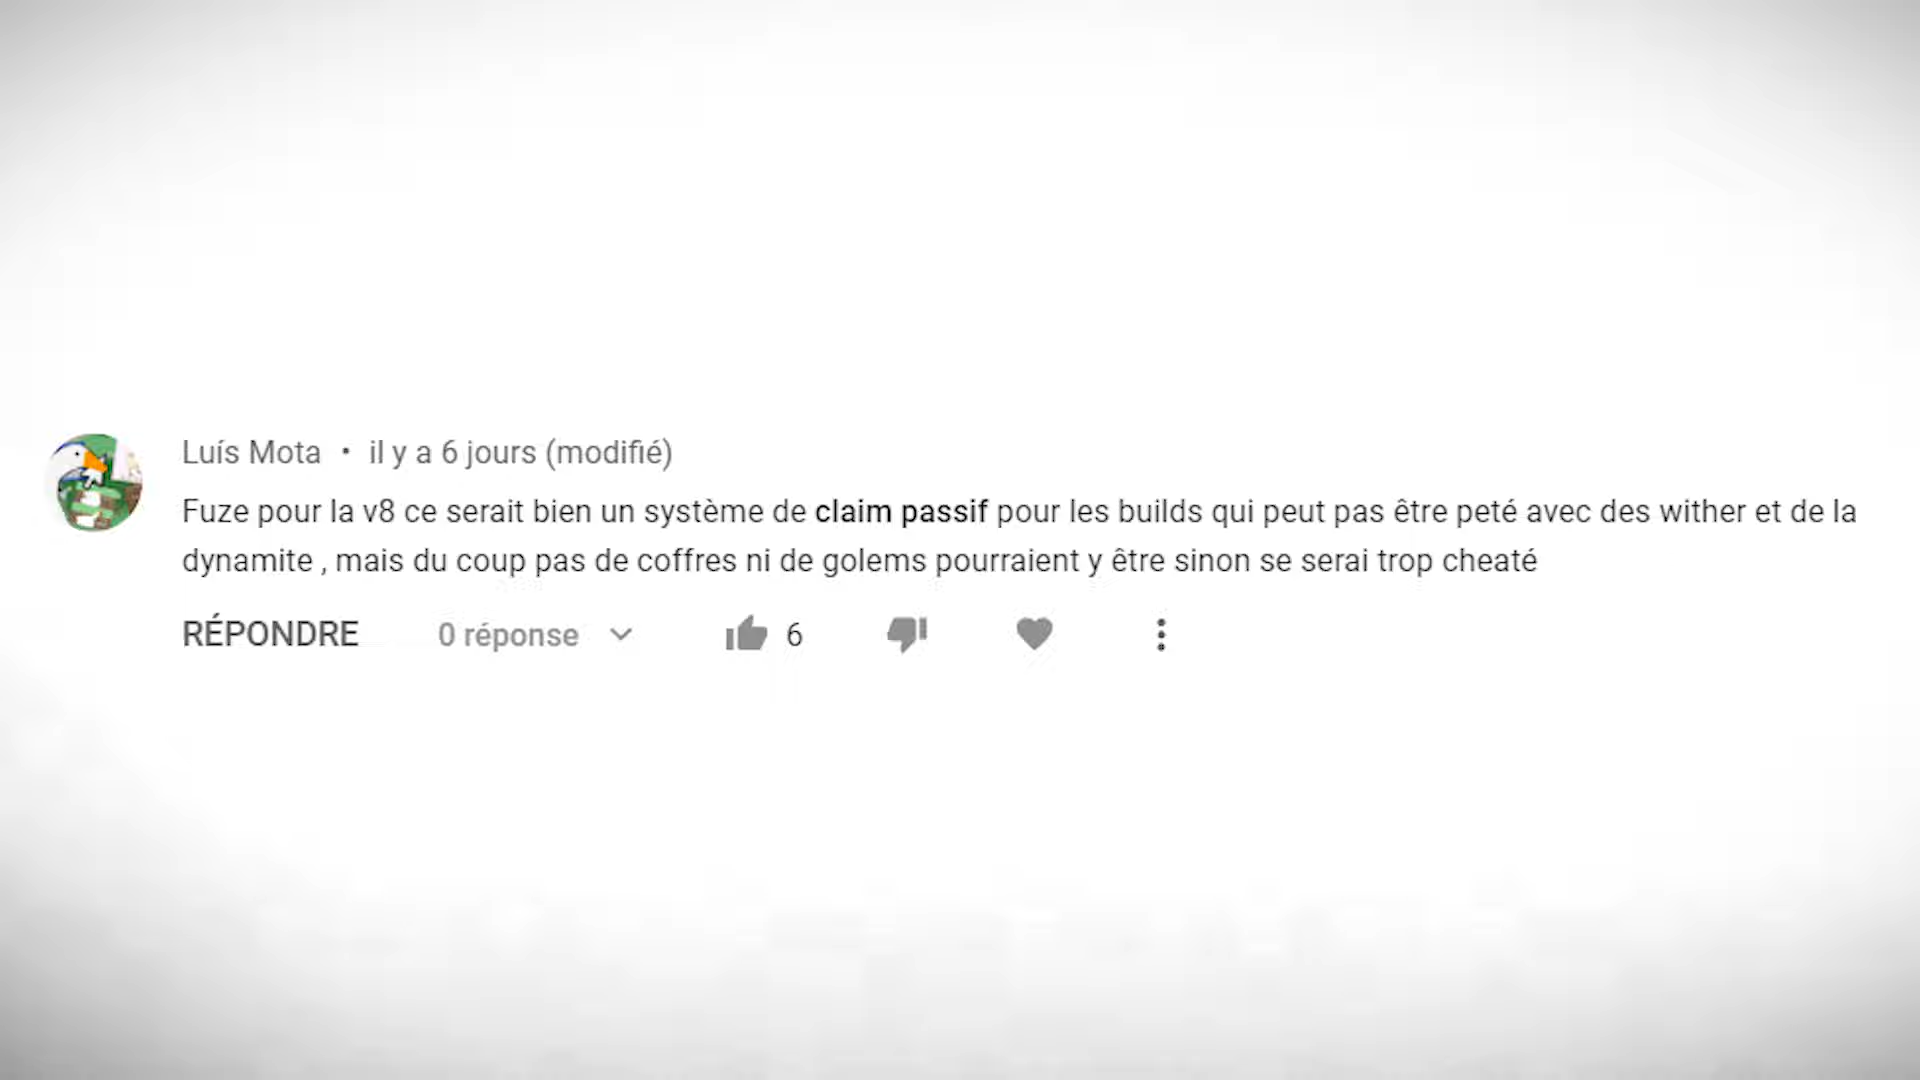 Luís Mota • il y a 6 jours (modifié)
Fuze pour la v8 ce serait bien un système de claim passif pour les builds qui peut pas être peté avec des wither et de la
dynamite , mais du coup pas de coffres ni de golems pourraient y être sinon se serai trop cheaté
RÉPONDRE 0 réponse 6